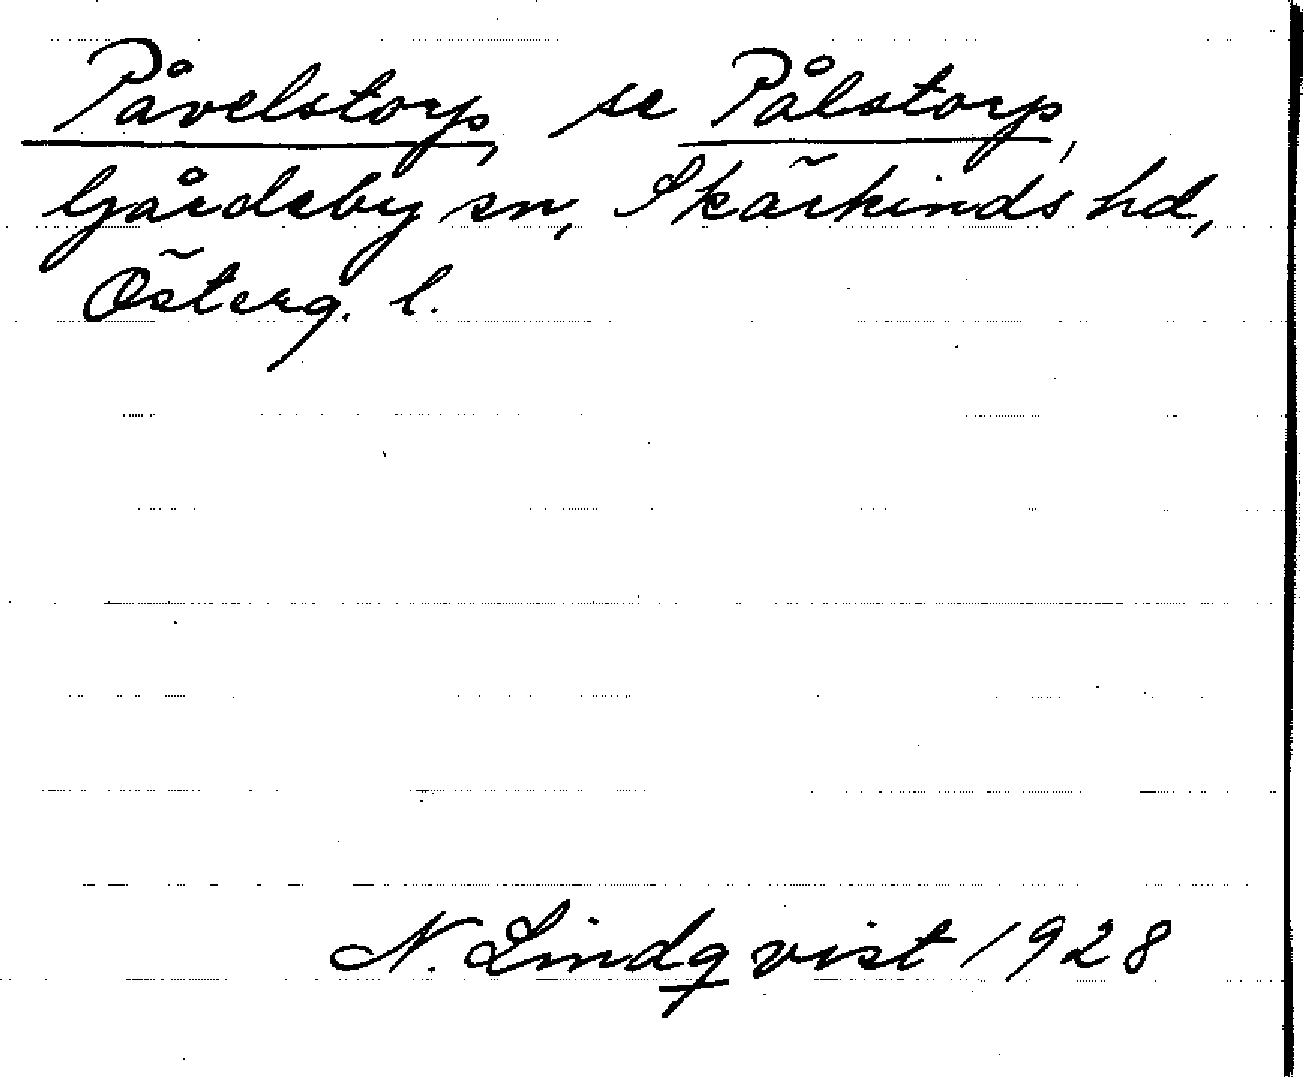 Påvelstorp, se Pålstorp,
Gårdeby sn, Skärkinds hd,
Österg. l.
N. Lindqvist 1928